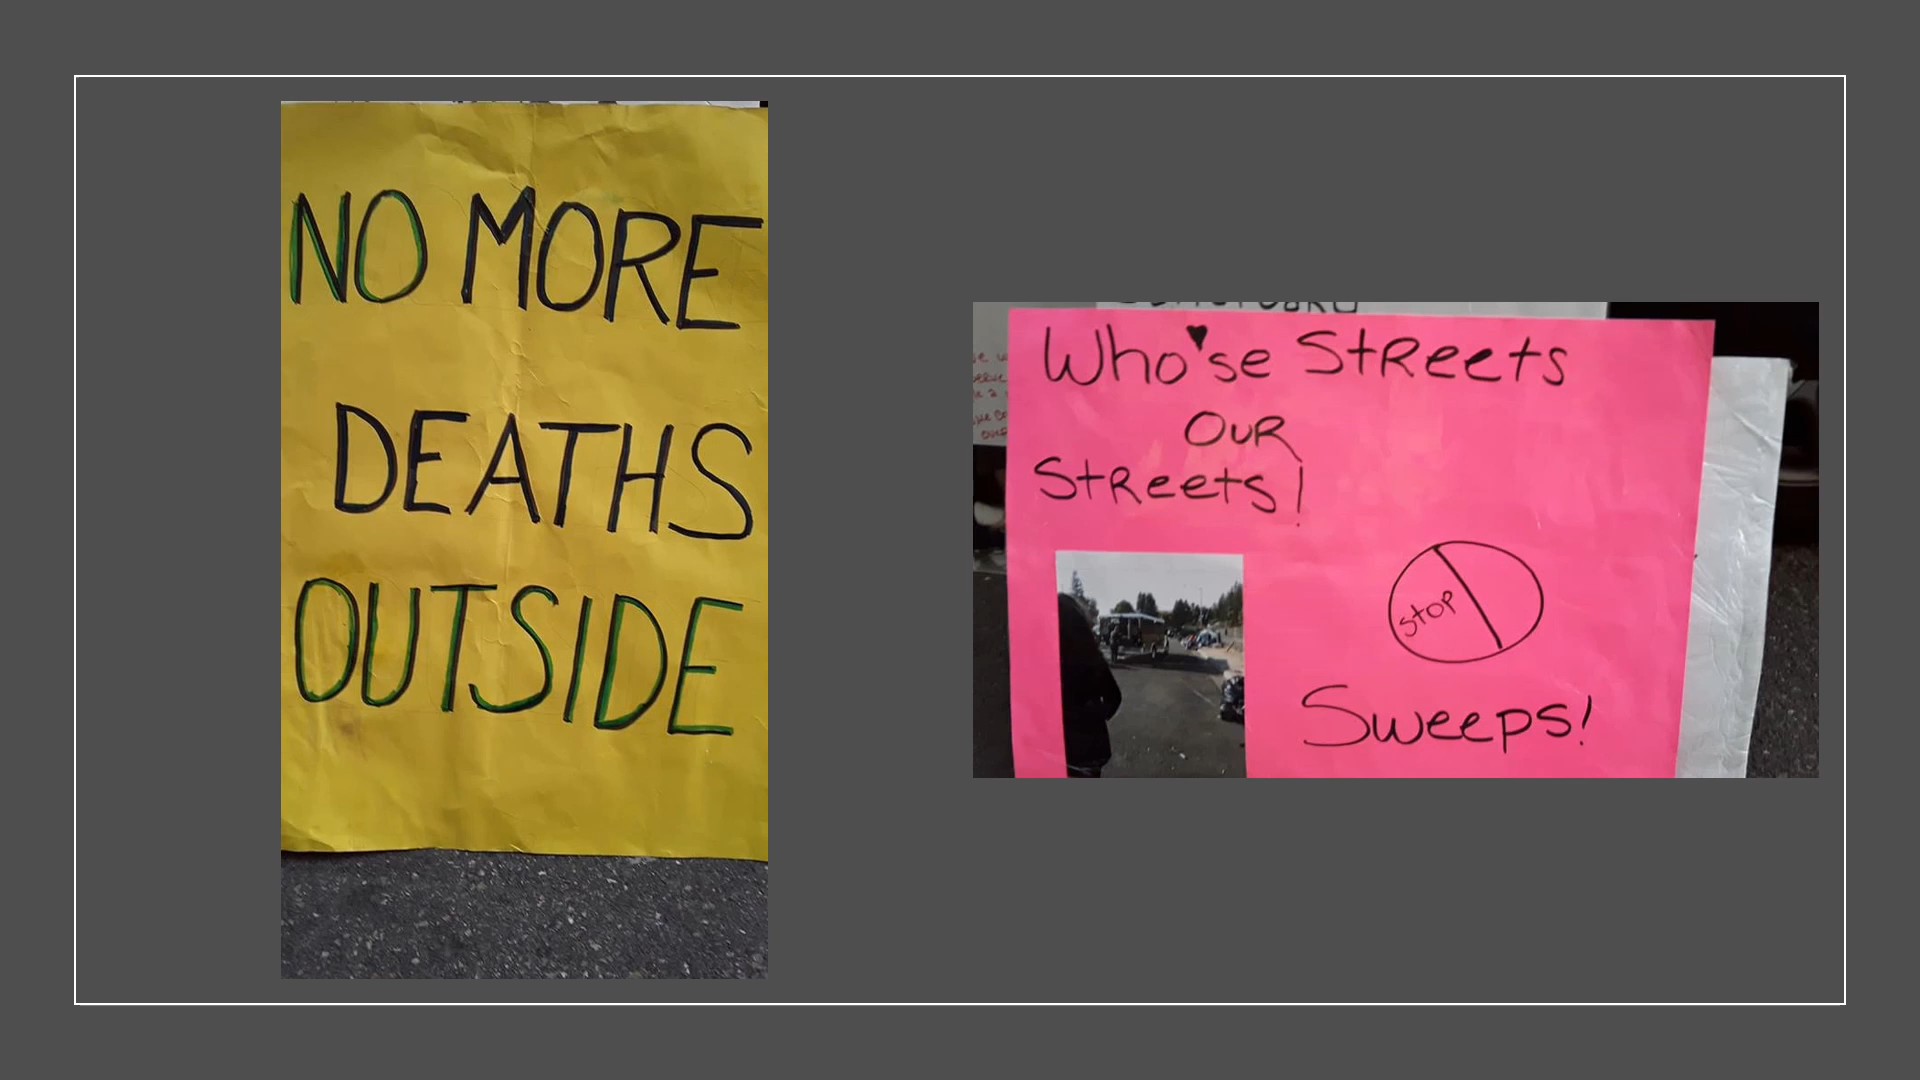 NO MORE
DEATHS
OUTSIDE
Who'se Streets
OUR
Streets!
STOP
Sweeps!